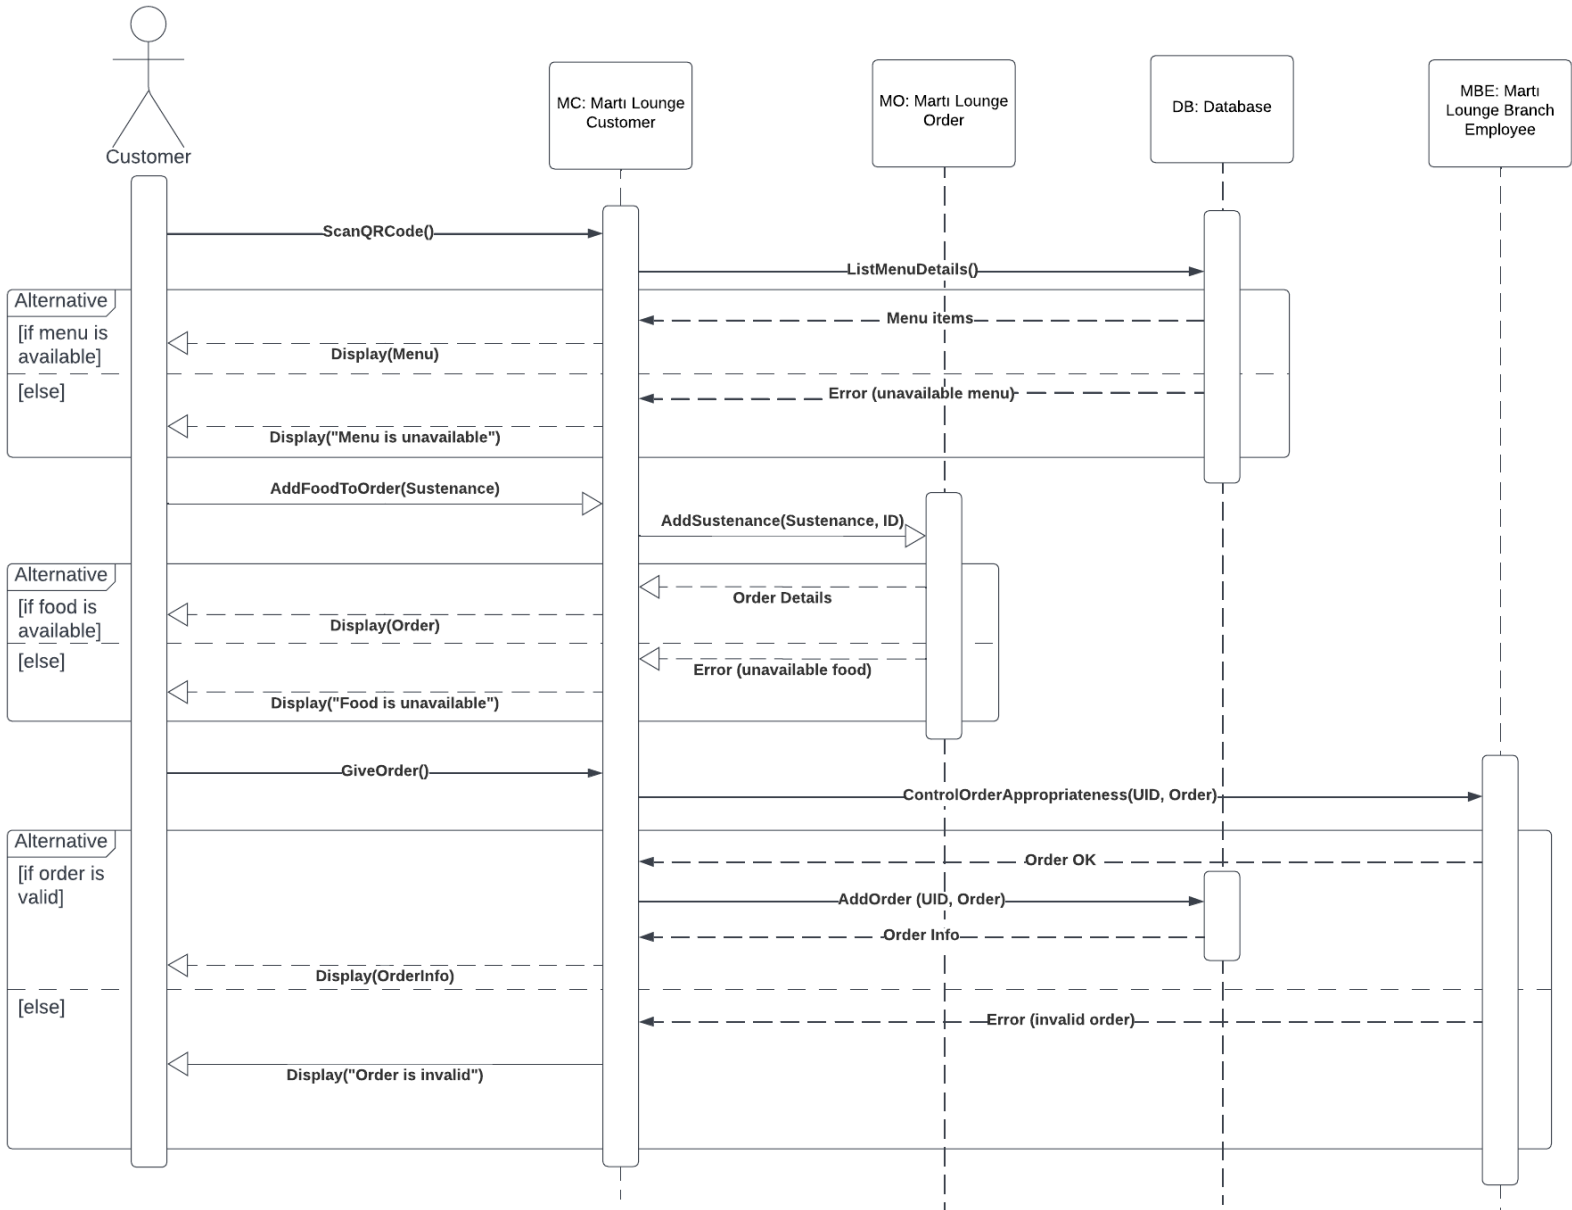 Customer
MC: Martı Lounge
Customer
MO: Martı Lounge
Order
DB: Database
MBE: Martı
Lounge Branch
Employee
ScanQRCode()
ListMenuDetails()
Alternative
[if menu is
available]
Menu items
Display(Menu)
[else]
Error (unavailable menu)
Display("Menu is unavailable")
AddFoodToOrder(Sustenance)
AddSustenance(Sustenance, ID)
Alternative
[if food is
available]
Order Details
Display(Order)
[else]
Error (unavailable food)
Display("Food is unavailable")
GiveOrder()
ControlOrderAppropriateness(UID, Order)
Alternative
[if order is
valid]
Order OK
AddOrder (UID, Order)
Order Info
Display(OrderInfo)
[else]
Error (invalid order)
Display("Order is invalid")